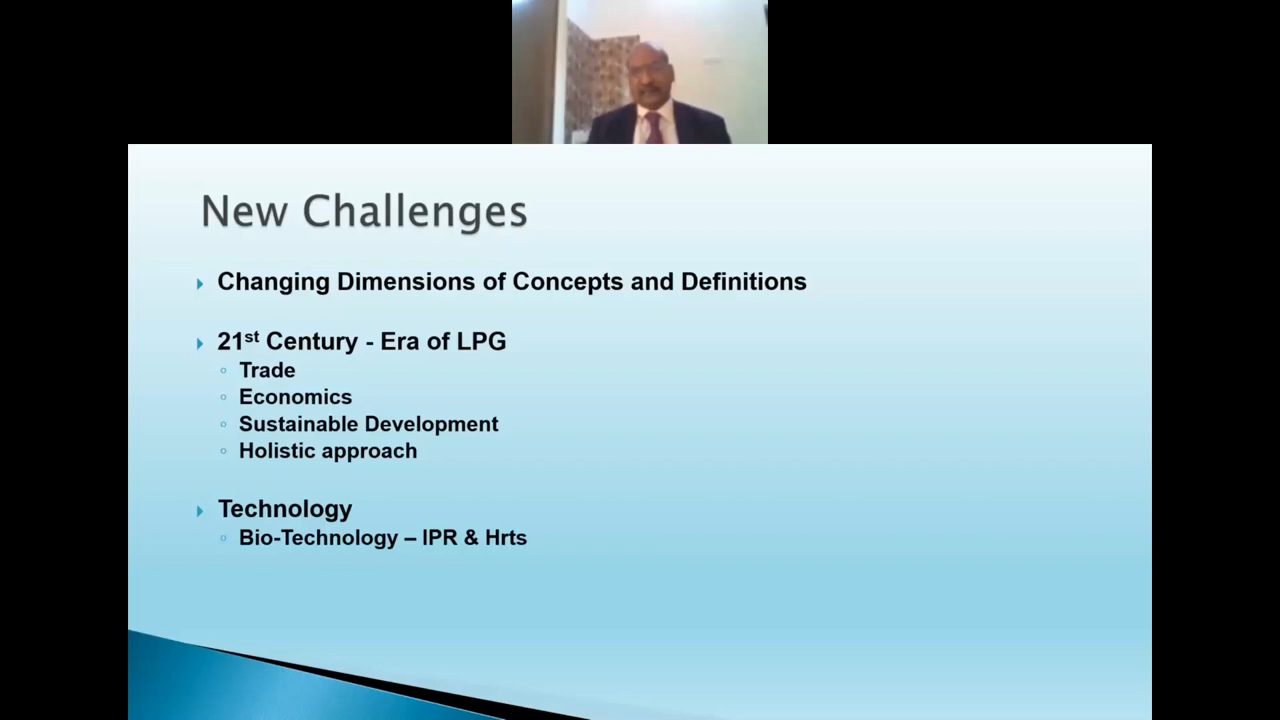 New Challenges
Changing Dimensions of Concepts and Definitions
21st Century - Era of LPG
Trade
Economics
Sustainable Development
Holistic approach
Technology
Bio-Technology – IPR & Hrts